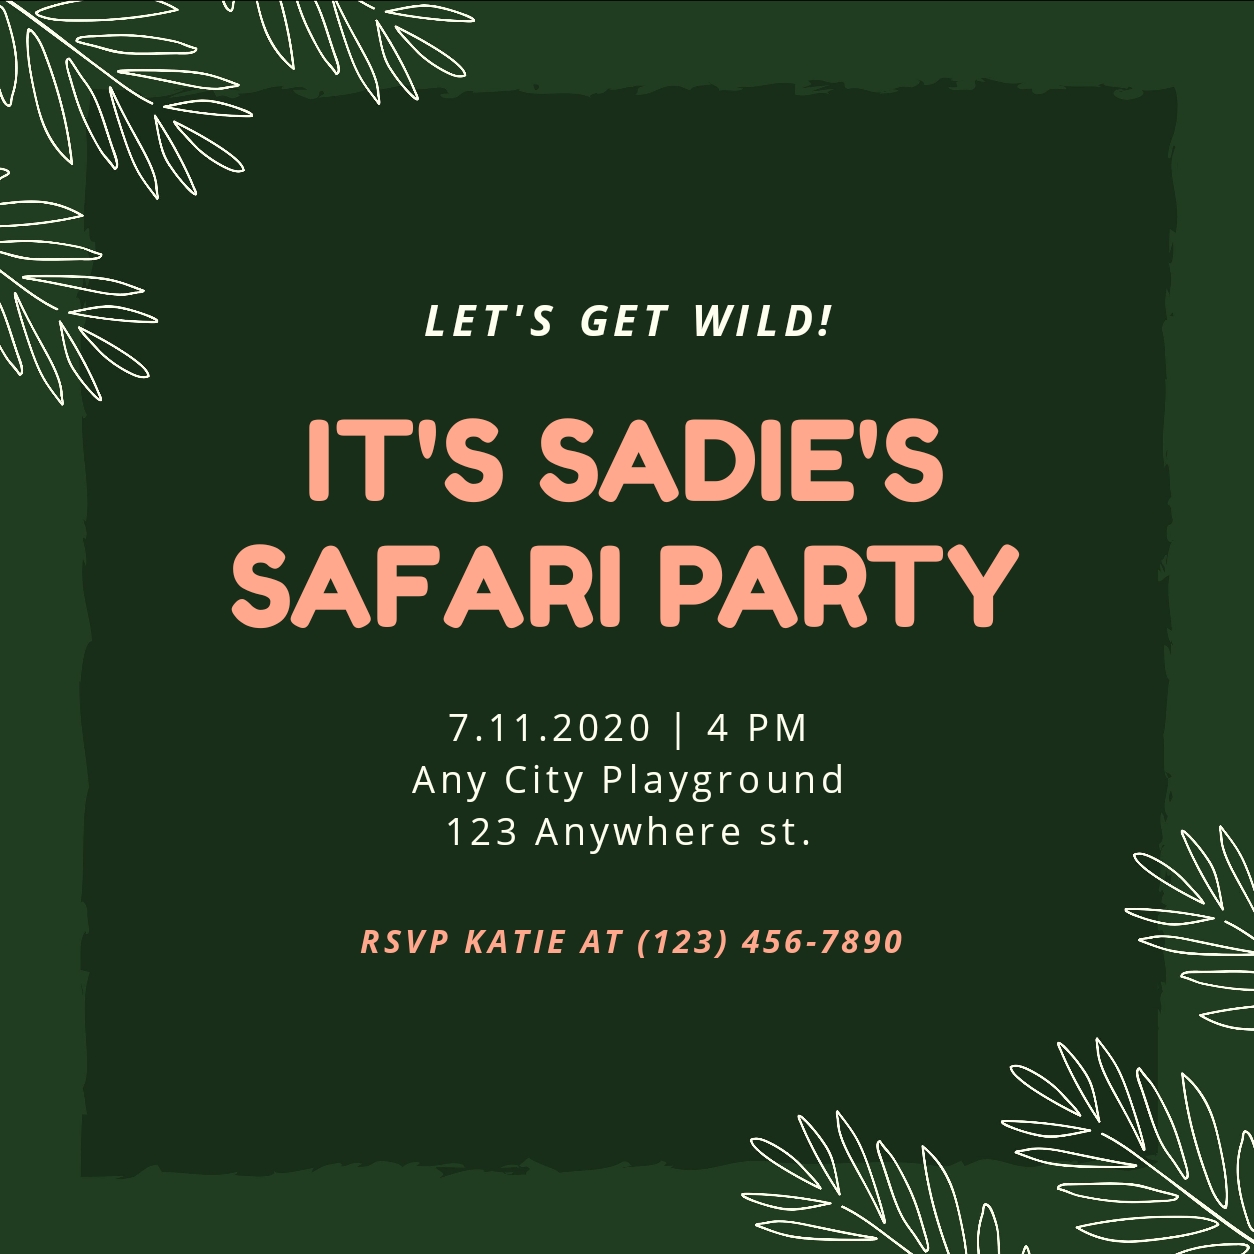 LET'S GET WILD!
IT'S SADIE'S
SAFARI PARTY
7.11.2020 | 4 PM
Any City Playground
123 Anywhere st.
RSVP KATIE AT (123) 456-7890